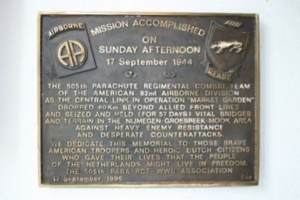 AIRBORNE
AA
MISSION ACCOMPLISHED
ON
SUNDAY AFTERNOON
17 September 1944
READY
THE 505th PARACHUTE REGIMENTAL COMBAT TEAM
OF THE AMERICAN 82nd AIRBORNE DIVISION
AS THE CENTRAL LINK IN OPERATION "MARKET GARDEN"
DROPPED 60Km BEYOND ALLIED FRONT LINES
AND SEIZED AND HELD (FOR 57 DAYS) VITAL BRIDGES
AND TERRAIN IN THE NIJMEGEN-GROESBEEK-MOOK AREA
AGAINST HEAVY ENEMY RESISTANCE
AND DESPERATE COUNTERATTACKS.
WE DEDICATE THIS MEMORIAL TO THOSE BRAVE
AMERICAN TROOPERS AND HEROIC DUTCH CITIZENS
WHO GAVE THEIR LIVES THAT THE PEOPLE
OF THE NETHERLANDS MIGHT LIVE IN FREEDOM.
THE 505th PARA RCT WWII ASSOCIATION
September 1996